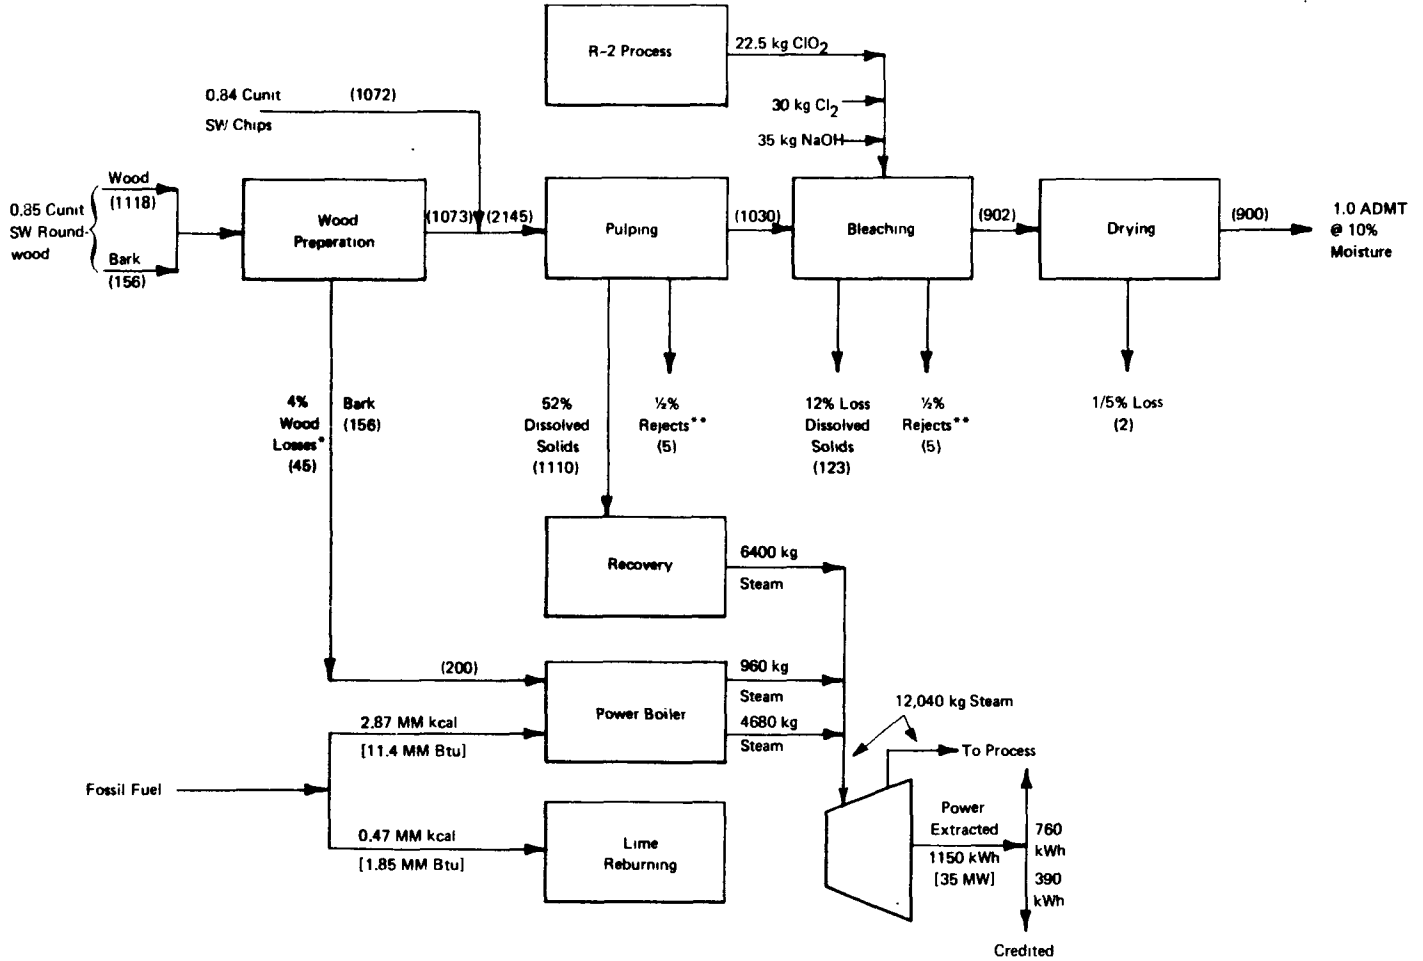 R-2 Process
22.5 kg ClO2
30 kg Cl2
35 kg NaOH
0.84 Cunit (1072)
SW Chips
Wood
(1118)
0.85 Cunit
SW Round-
wood
Bark
(156)
Wood
Preparation
(1073)
(2145)
Pulping
(1030)
Bleaching
(902)
Drying
(900)
1.0 ADMT
@ 10%
Moisture
4%
Wood
Losses*
(45)
Bark
(156)
52%
Dissolved
Solids
(1110)
½%
Rejects**
(5)
12% Loss
Dissolved
Solids
(123)
½%
Rejects**
(5)
1/5% Loss
(2)
Recovery
6400 kg
Steam
(200)
Power Boiler
960 kg
Steam
4680 kg
Steam
2.87 MM kcal
[11.4 MM Btu]
Fossil Fuel
0.47 MM kcal
[1.85 MM Btu]
Lime
Reburning
12,040 kg Steam
To Process
Power
Extracted
1150 kWh
[35 MW]
760
kWh
390
kWh
Credited